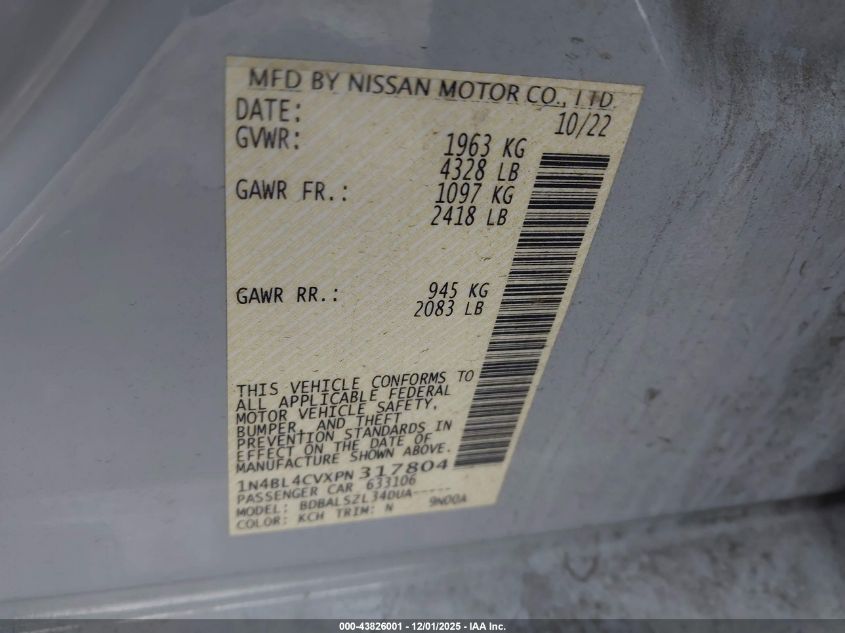 MFD BY NISSAN MOTOR CO., LTD.
DATE: 10/22
GVWR: 1963 KG
4328 LB
GAWR FR.: 1097 KG
2418 LB
GAWR RR.: 945 KG
2083 LB
THIS VEHICLE CONFORMS TO
ALL APPLICABLE FEDERAL
MOTOR VEHICLE SAFETY,
BUMPER, AND THEFT
PREVENTION STANDARDS IN
EFFECT ON THE DATE OF
MANUFACTURE SHOWN ABOVE.
1N4BL4CVXPN317804
PASSENGER CAR 633106
MODEL: BDBALSZL34DUA-----
COLOR: KCH TRIM: N 9N00A
000-43826001 - 12/01/2025 - IAA Inc.